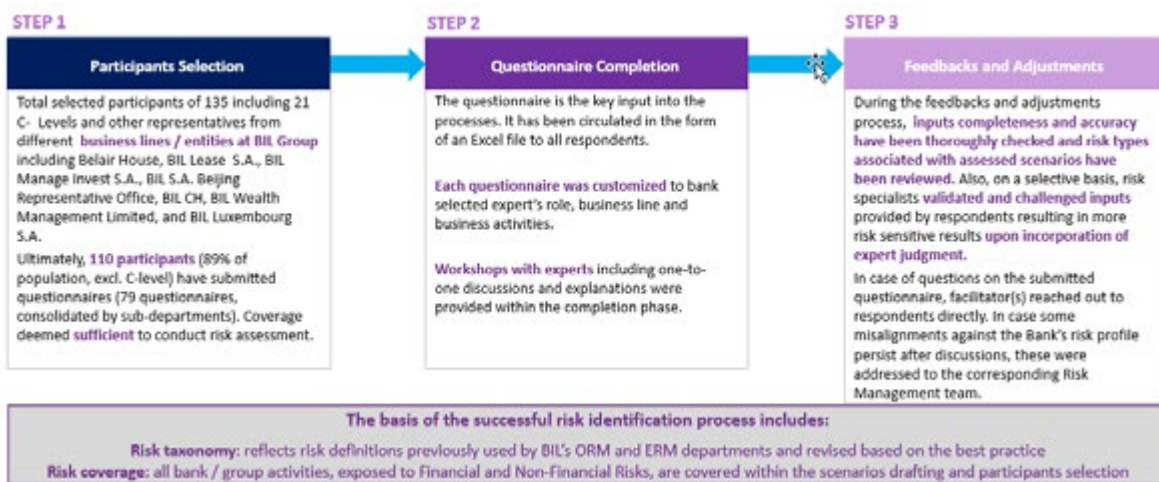 STEP 1
Participants Selection
Total selected participants of 135 including 21
C- Levels and other representatives from
different business lines / entities at BIL Group
including Belair House, BIL Lease S.A., BIL
Manage Invest S.A., BIL S.A. Beijing
Representative Office, BIL CH, BIL Wealth
Management Limited, and BIL Luxembourg
S.A.
Ultimately, 110 participants (89% of
population, excl. C-level) have submitted
questionnaires (79 questionnaires,
consolidated by sub-departments). Coverage
deemed sufficient to conduct risk assessment.
STEP 2
Questionnaire Completion
The questionnaire is the key input into the
processes. It has been circulated in the form
of an Excel file to all respondents.
Each questionnaire was customized to bank
selected expert's role, business line and
business activities.
Workshops with experts including one-to-
one discussions and explanations were
provided within the completion phase.
STEP 3
Feedbacks and Adjustments
During the feedbacks and adjustments
process, inputs completeness and accuracy
have been thoroughly checked and risk types
associated with assessed scenarios have
been reviewed. Also, on a selective basis, risk
specialists validated and challenged inputs
provided by respondents resulting in more
risk sensitive results upon incorporation of
expert judgment.
In case of questions on the submitted
questionnaire, facilitator(s) reached out to
respondents directly. In case some
misalignments against the Bank's risk profile
persist after discussions, these were
addressed to the corresponding Risk
Management team.
The basis of the successful risk identification process includes:
Risk taxonomy: reflects risk definitions previously used by BIL's ORM and ERM departments and revised based on the best practice
Risk coverage: all bank / group activities, exposed to Financial and Non-Financial Risks, are covered within the scenarios drafting and participants selection